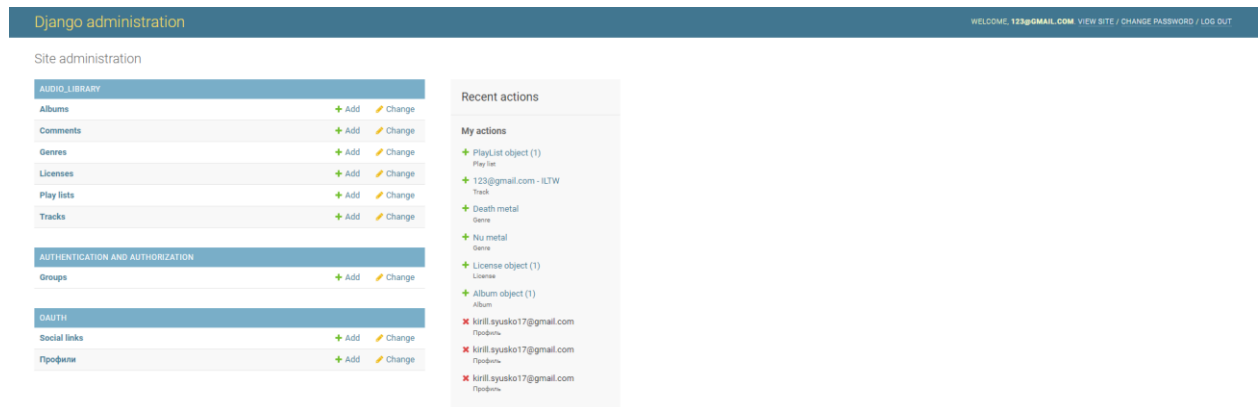 Django administration
WELCOME, 123@GMAIL.COM. VIEW SITE / CHANGE PASSWORD / LOG OUT
Site administration
AUDIO_LIBRARY
Albums + Add Change
Comments + Add Change
Genres + Add Change
Licenses + Add Change
Play lists + Add Change
Tracks + Add Change
AUTHENTICATION AND AUTHORIZATION
Groups + Add Change
OAUTH
Social links + Add Change
Профили + Add Change
Recent actions
My actions
+ PlayList object (1)
Play list
+ 123@gmail.com - ILTW
Track
+ Death metal
Genre
+ Nu metal
Genre
+ License object (1)
License
+ Album object (1)
Album
kirill.syusko17@gmail.com
Профиль
kirill.syusko17@gmail.com
Профиль
kirill.syusko17@gmail.com
Профиль